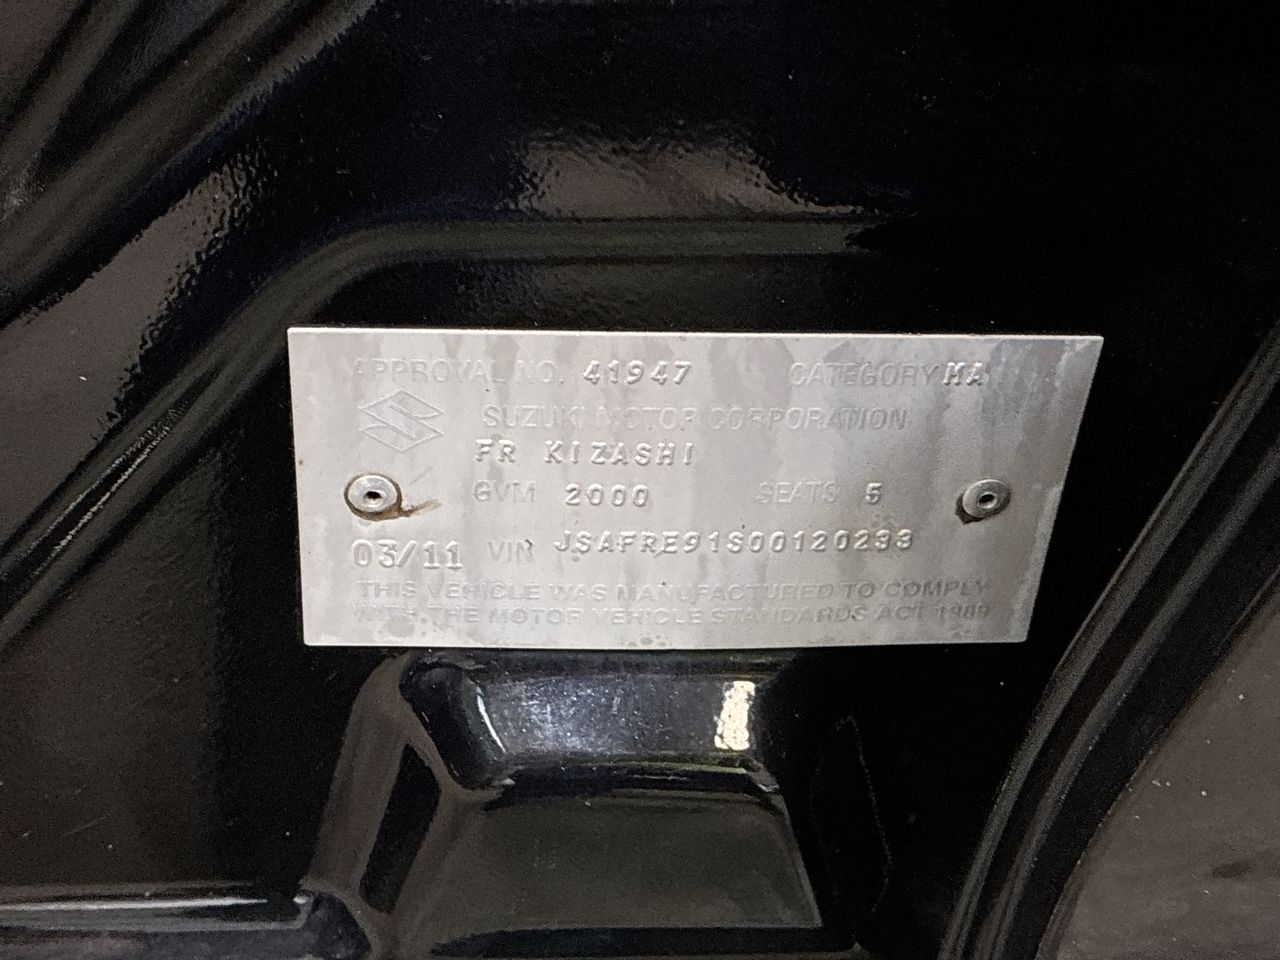 APPROVAL NO. 41947 CATEGORY MA
SUZUKI MOTOR CORPORATION
FR KIZASHI
GVM 2000 SEATS 5
03/11 VIN JSAFRE91S00120233
THIS VEHICLE WAS MANUFACTURED TO COMPLY
WITH THE MOTOR VEHICLE STANDARDS ACT 1989